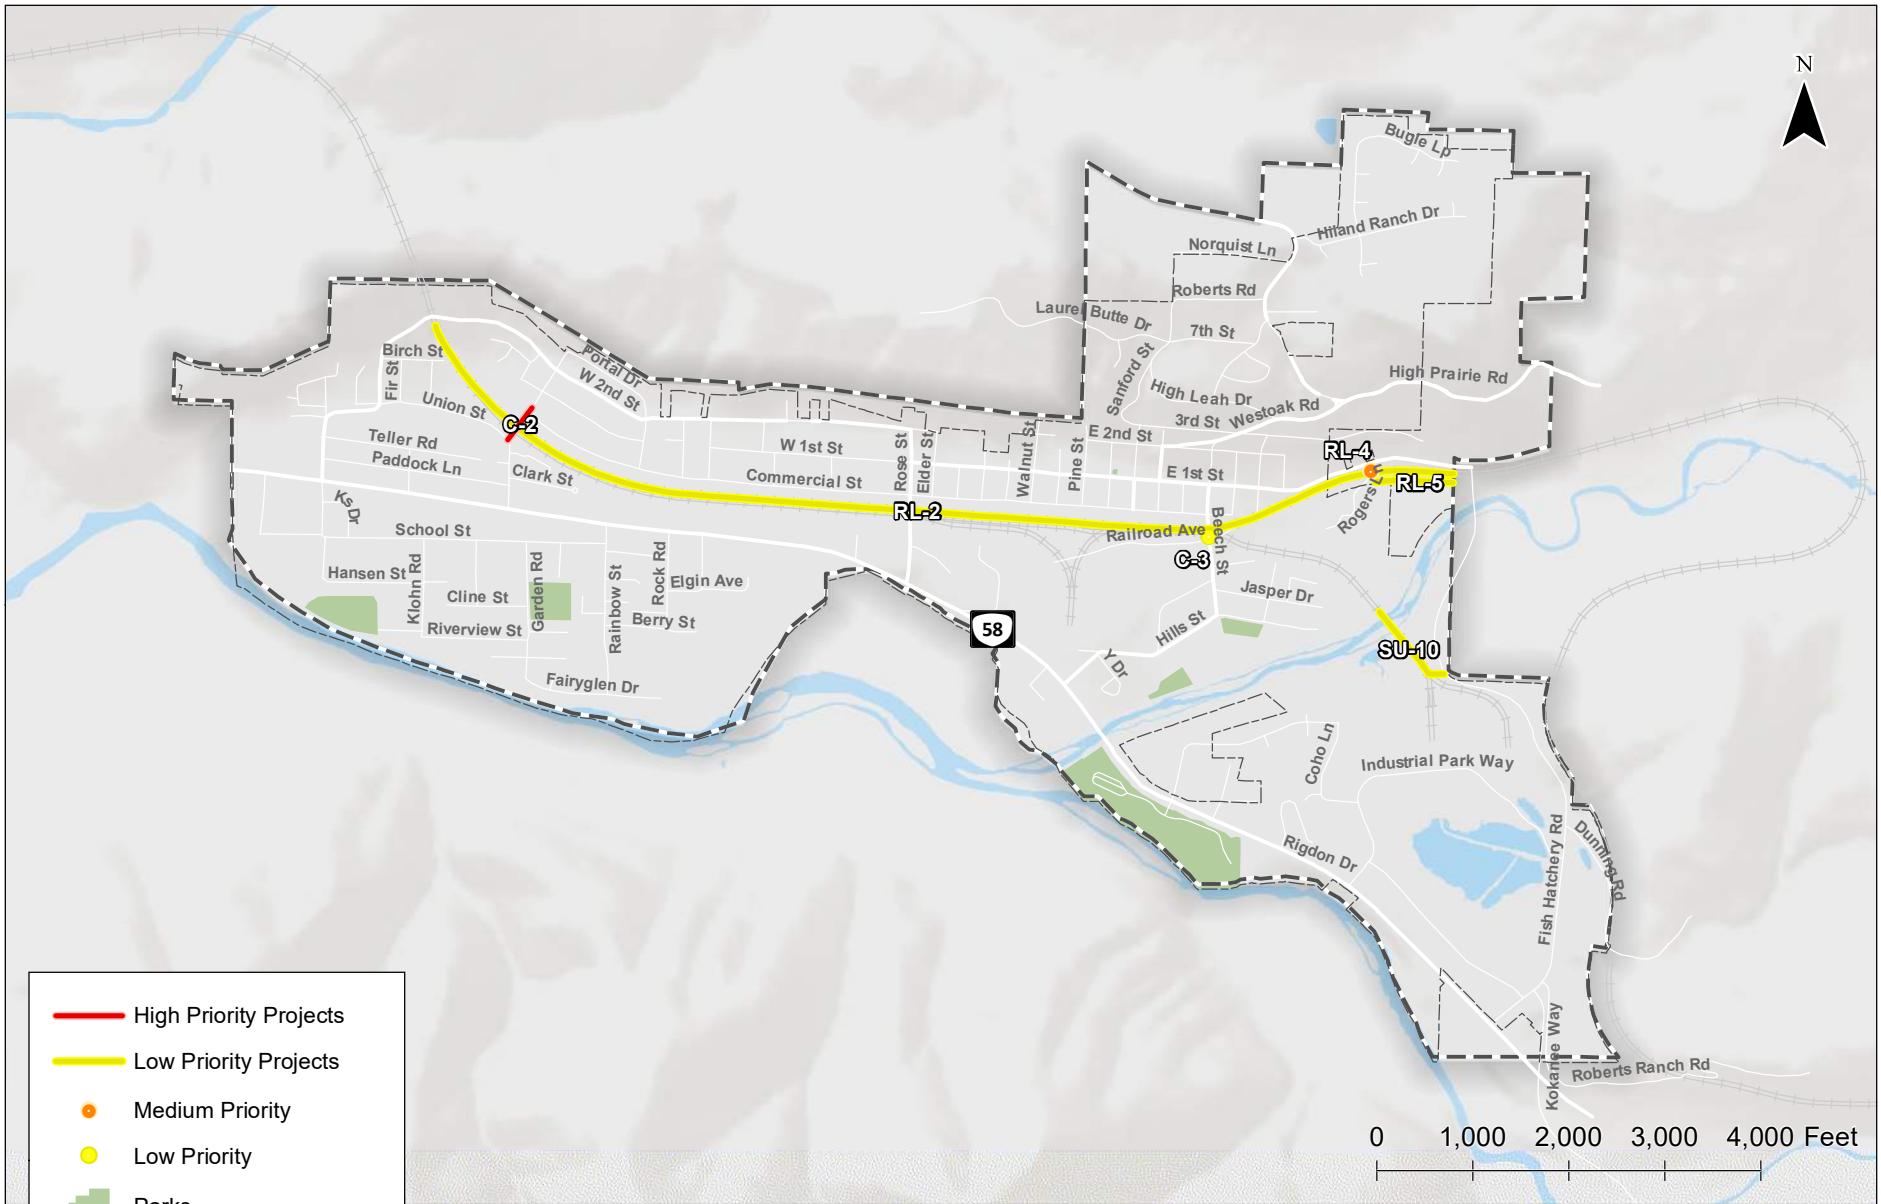 N
Bugle Lp
Hiland Ranch Dr
Norquist Ln
Roberts Rd
Laurel Butte Dr
7th St
Sanford St
High Prairie Rd
High Leah Dr
Westoak Rd
3rd St
Birch St
Fir St
Portal Dr
W 2nd St
Union St
C-2
Teller Rd
Paddock Ln
Clark St
W 1st St
Commercial St
Rose St
Elder St
Walnut St
Pine St
E 2nd St
E 1st St
RL-4
RL-5
Rogers Ln
RL-2
Railroad Ave
Beech St
C-3
Ks Dr
School St
Hansen St
Klohn Rd
Cline St
Riverview St
Garden Rd
Rainbow St
Rock Rd
Elgin Ave
Berry St
Fairyglen Dr
58
Jasper Dr
Hills St
Y Dr
SU-10
Coho Ln
Industrial Park Way
Rigdon Dr
Fish Hatchery Rd
Dunning Rd
Kokanee Way
Roberts Ranch Rd
High Priority Projects
Low Priority Projects
Medium Priority
Low Priority
Parks
0 1,000 2,000 3,000 4,000 Feet